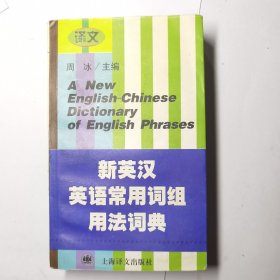 译文
周冰/主编
A New
English-Chinese
Dictionary
of English Phrases
新英汉
英语常用词组
用法词典
上海译文出版社